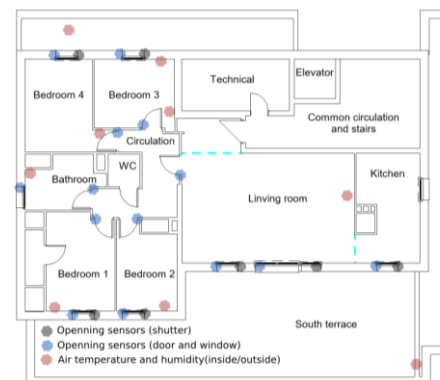 Technical
Elevator
Bedroom 4
Bedroom 3
Common circulation
and stairs
Circulation
WC
Bathroom
Kitchen
Linving room
Bedroom 1
Bedroom 2
South terrace
Openning sensors (shutter)
Openning sensors (door and window)
Air temperature and humidity(inside/outside)